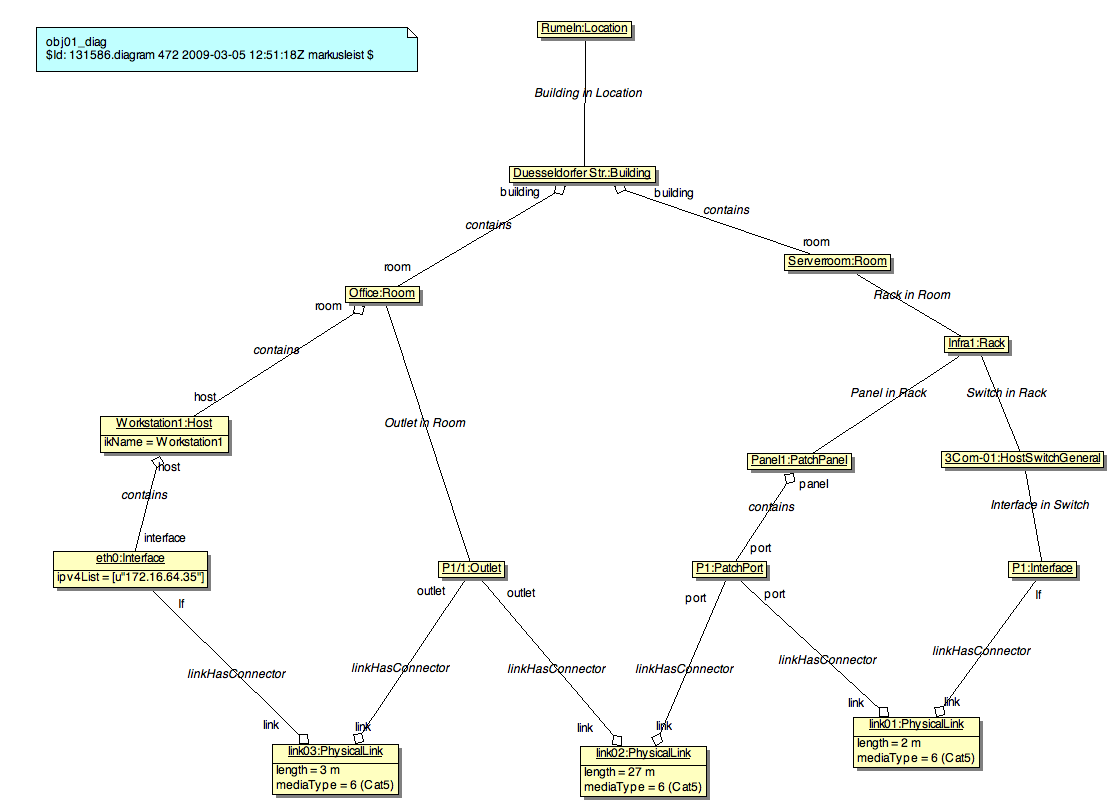 obj01_diag
$Id: 131586.diagram 472 2009-03-05 12:51:18Z markusleist $
Rumeln:Location
Building in Location
Duesseldorfer Str.:Building
building
building
contains
contains
room
room
Serverroom:Room
Office:Room
Rack in Room
room
Infra1:Rack
contains
host
Panel in Rack
Switch in Rack
Workstation1:Host
ikName = Workstation1
Outlet in Room
Panel1:PatchPanel
3Com-01:HostSwitchGeneral
host
panel
contains
contains
Interface in Switch
interface
port
eth0:Interface
ipv4List = [u"172.16.64.35"]
P1/1:Outlet
P1:PatchPort
P1:Interface
If
outlet
outlet
port
port
If
linkHasConnector
linkHasConnector
linkHasConnector
linkHasConnector
linkHasConnector
linkHasConnector
link
link
link
link
link
link
link03:PhysicalLink
length = 3 m
mediaType = 6 (Cat5)
link02:PhysicalLink
length = 27 m
mediaType = 6 (Cat5)
link01:PhysicalLink
length = 2 m
mediaType = 6 (Cat5)